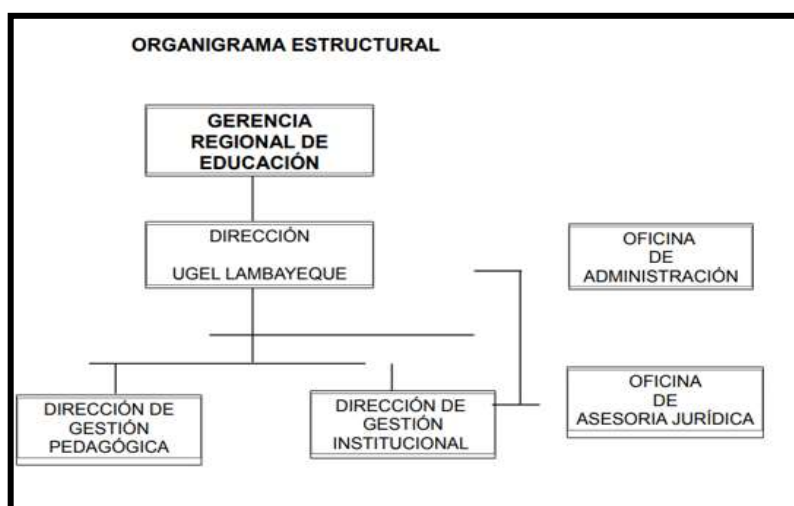 ORGANIGRAMA ESTRUCTURAL
GERENCIA
REGIONAL DE
EDUCACIÓN
DIRECCIÓN
UGEL LAMBAYEQUE
OFICINA
DE
ADMINISTRACIÓN
DIRECCIÓN DE
GESTIÓN
PEDAGÓGICA
DIRECCIÓN DE
GESTIÓN
INSTITUCIONAL
OFICINA
DE
ASESORIA JURÍDICA